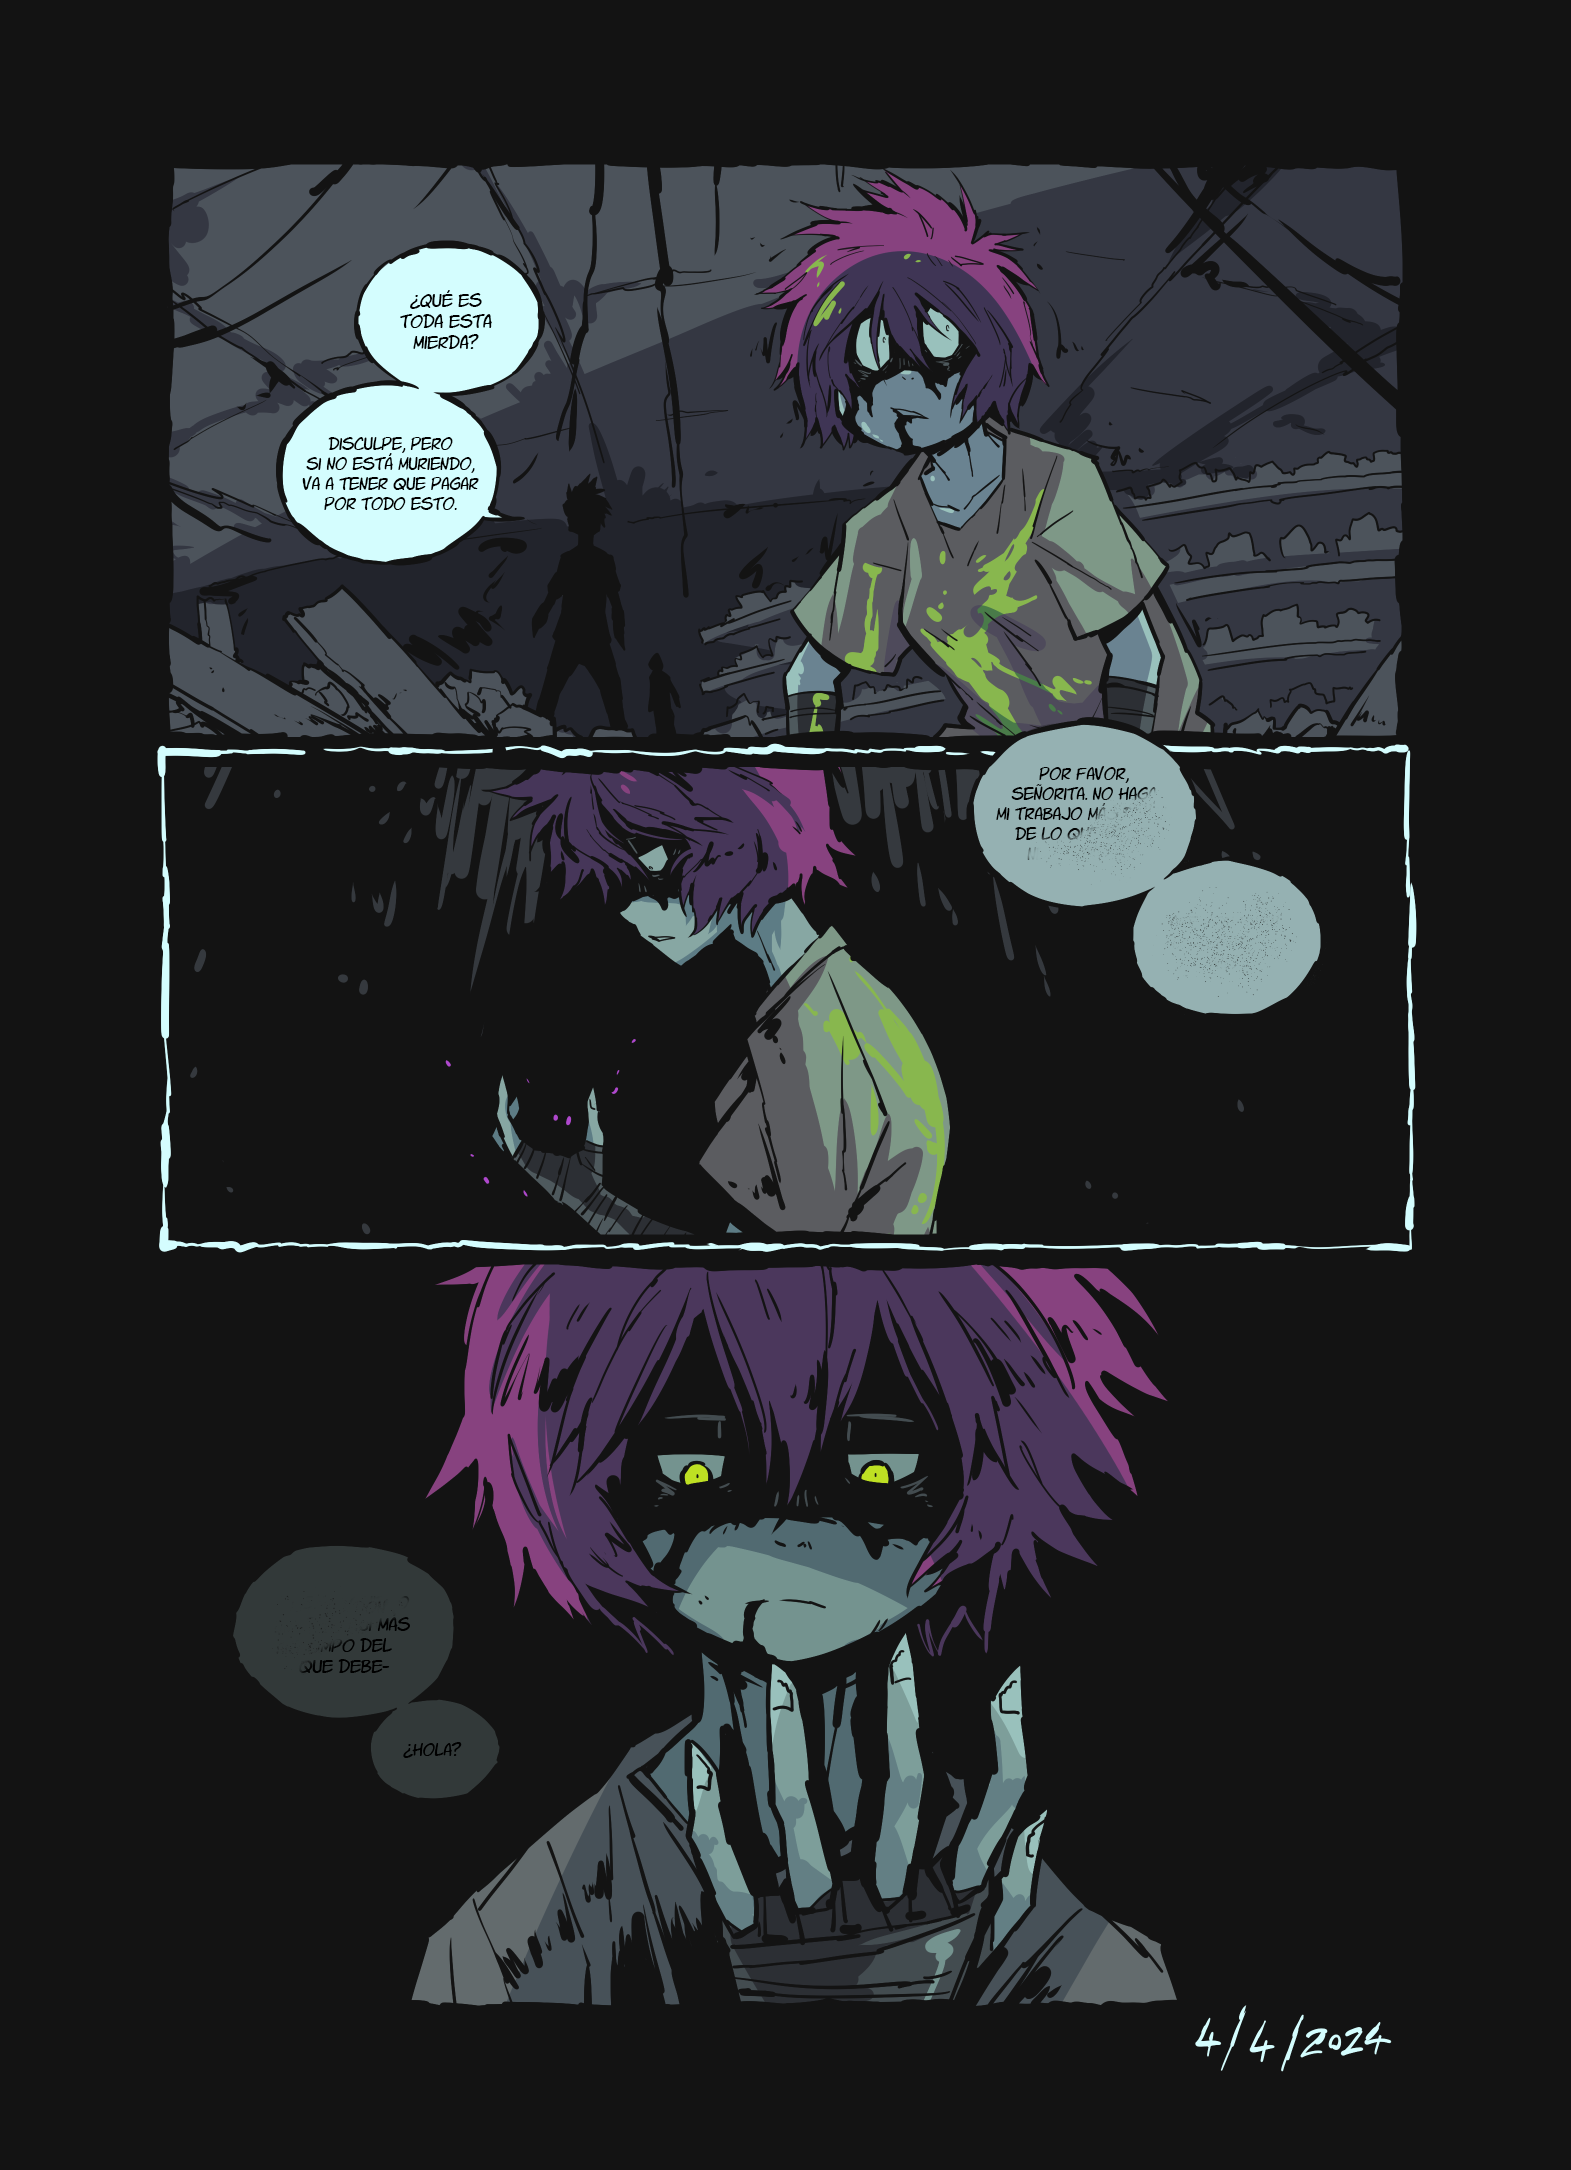 ¿QUÉ ES
TODA ESTA
MIERDA?
DISCULPE, PERO
SI NO ESTÁ MURIENDO,
VA A TENER QUE PAGAR
POR TODO ESTO.
POR FAVOR,
SEÑORITA. NO HAGA
MI TRABAJO
DE LO
MAS
DEL
QUE DEBE-
¿HOLA?
4/4/2024